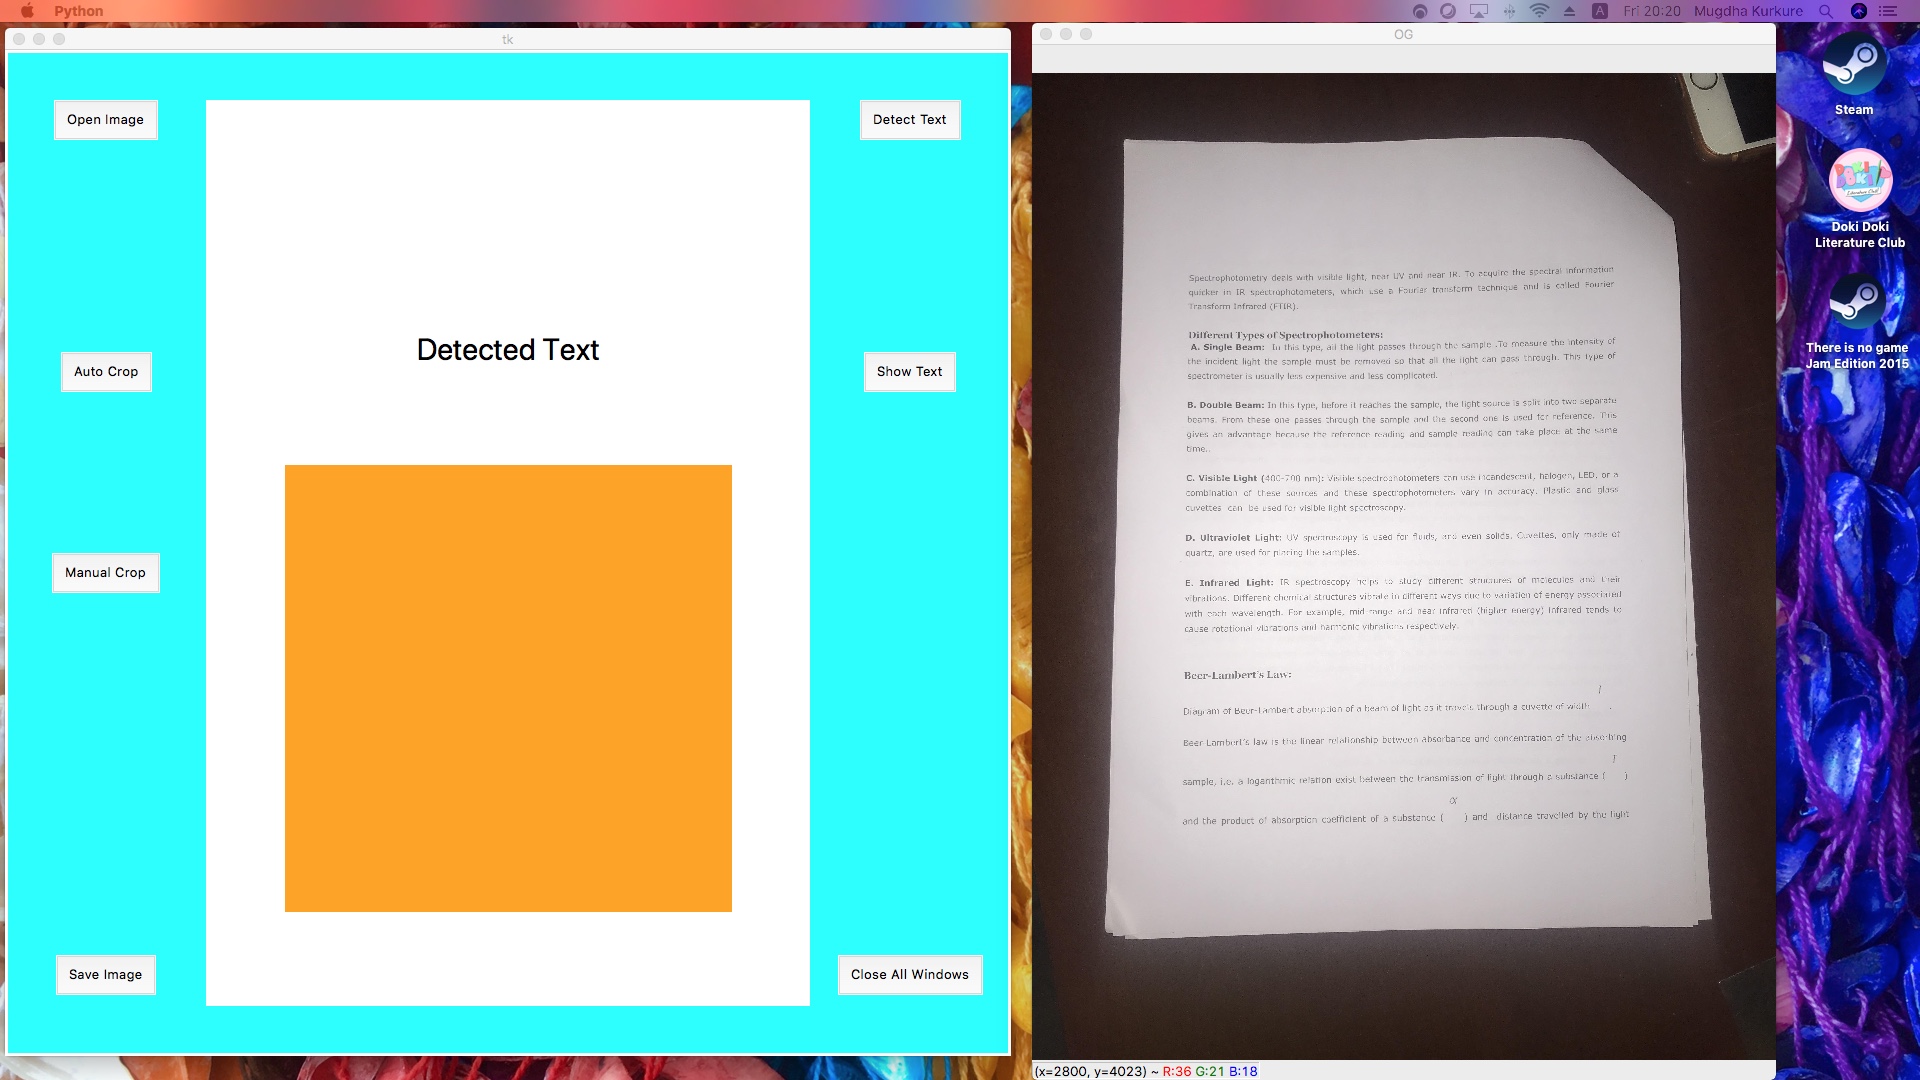 Python
Fri 20:20 Mugdha Kurkure
tk
Open Image
Detect Text
Detected Text
Auto Crop
Show Text
Manual Crop
Save Image
Close All Windows
OG
Spectrophotometry deals with visible light, near UV and near IR. To acquire the spectral information
quicker in IR spectrophotometers, which use a Fourier transform technique and is called Fourier
Transform Infrared (FTIR).
Different Types of Spectrophotometers:
A. Single Beam: In this type, all the light passes through the sample .To measure the intensity of
the incident light the sample must be removed so that all the light can pass through. This type of
spectrometer is usually less expensive and less complicated.
B. Double Beam: In this type, before it reaches the sample, the light source is split into two separate
beams. From these one passes through the sample and the second one is used for reference. This
gives an advantage because the reference reading and sample reading can take place at the same
time..
C. Visible Light (400-700 nm): Visible spectrophotometers can use incandescent, halogen, LED, or a
combination of these sources and these spectrophotometers vary in accuracy. Plastic and glass
cuvettes can be used for visible light spectroscopy.
D. Ultraviolet Light: UV spectroscopy is used for fluids, and even solids. Cuvettes, only made of
quartz, are used for placing the samples.
E. Infrared Light: IR spectroscopy helps to study different structures of molecules and their
vibrations. Different chemical structures vibrate in different ways due to variation of energy associated
with each wavelength. For example, mid-range and near infrared (higher energy) infrared tends to
cause rotational vibrations and harmonic vibrations respectively.
Beer-Lambert's Law:
l
Diagram of Beer-Lambert absorption of a beam of light as it travels through a cuvette of width .
Beer Lambert's law is the linear relationship between absorbance and concentration of the absorbing
l
sample, i.e. a logarithmic relation exist between the transmission of light through a substance ( )
α
and the product of absorption coefficient of a substance ( ) and distance travelled by the light
(x=2800, y=4023) ~ R:36 G:21 B:18
Steam
Doki Doki
Literature Club
There is no game
Jam Edition 2015